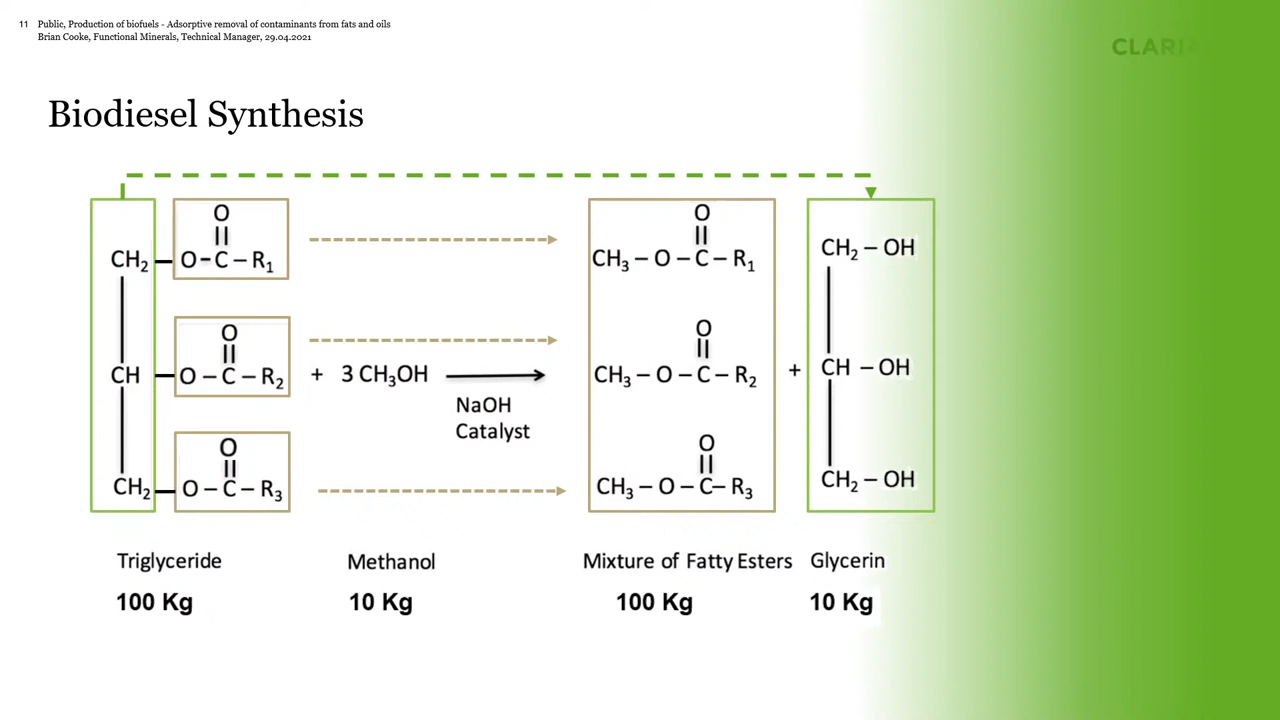 11 Public, Production of biofuels - Adsorptive removal of contaminants from fats and oils
Brian Cooke, Functional Minerals, Technical Manager, 29.04.2021
CLARI
Biodiesel Synthesis
O
CH2 O-C-R1
O
CH3-O-C-R1
CH2-OH
O
CH O-C-R2
+ 3 CH3OH
NaOH
Catalyst
O
CH3-O-C-R2
+ CH-OH
O
CH2 O-C-R3
O
CH3-O-C-R3
CH2-OH
Triglyceride Methanol Mixture of Fatty Esters Glycerin
100 Kg 10 Kg 100 Kg 10 Kg